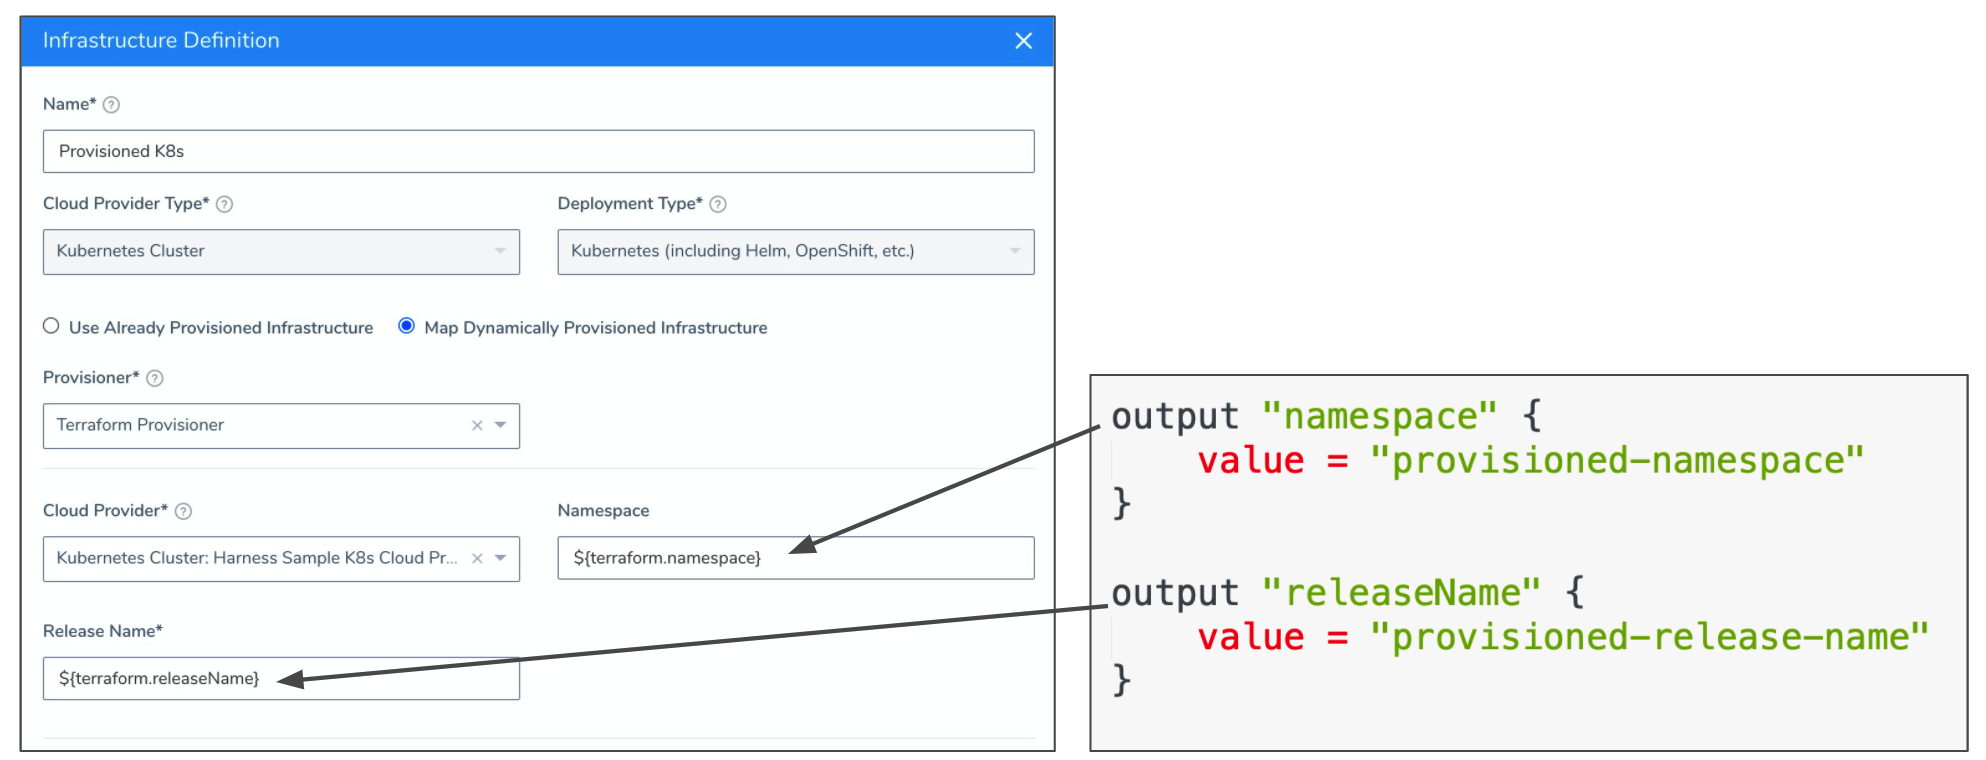 Infrastructure Definition
Name*
Provisioned K8s
Cloud Provider Type* Deployment Type*
Kubernetes Cluster Kubernetes (including Helm, OpenShift, etc.)
Use Already Provisioned Infrastructure Map Dynamically Provisioned Infrastructure
Provisioner*
Terraform Provisioner
Cloud Provider* Namespace
Kubernetes Cluster: Harness Sample K8s Cloud Pr... ${terraform.namespace}
Release Name*
${terraform.releaseName}
output "namespace" {
value = "provisioned-namespace"
}
output "releaseName" {
value = "provisioned-release-name"
}